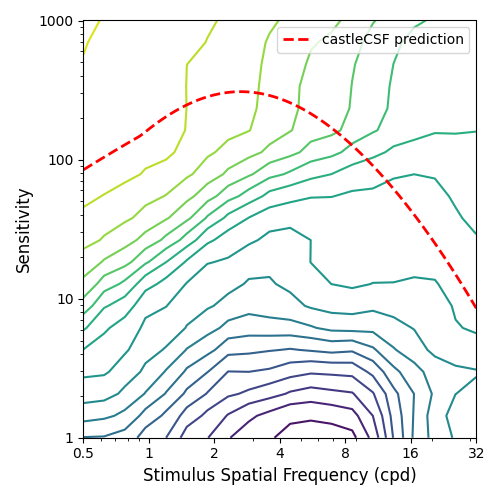 1000
castleCSF prediction
100
Sensitivity
10
1
0.5 1 2 4 8 16 32
Stimulus Spatial Frequency (cpd)